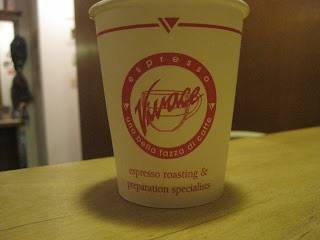 espresso
Vivace
una bella tazza di caffe
espresso roasting &
preparation specialists